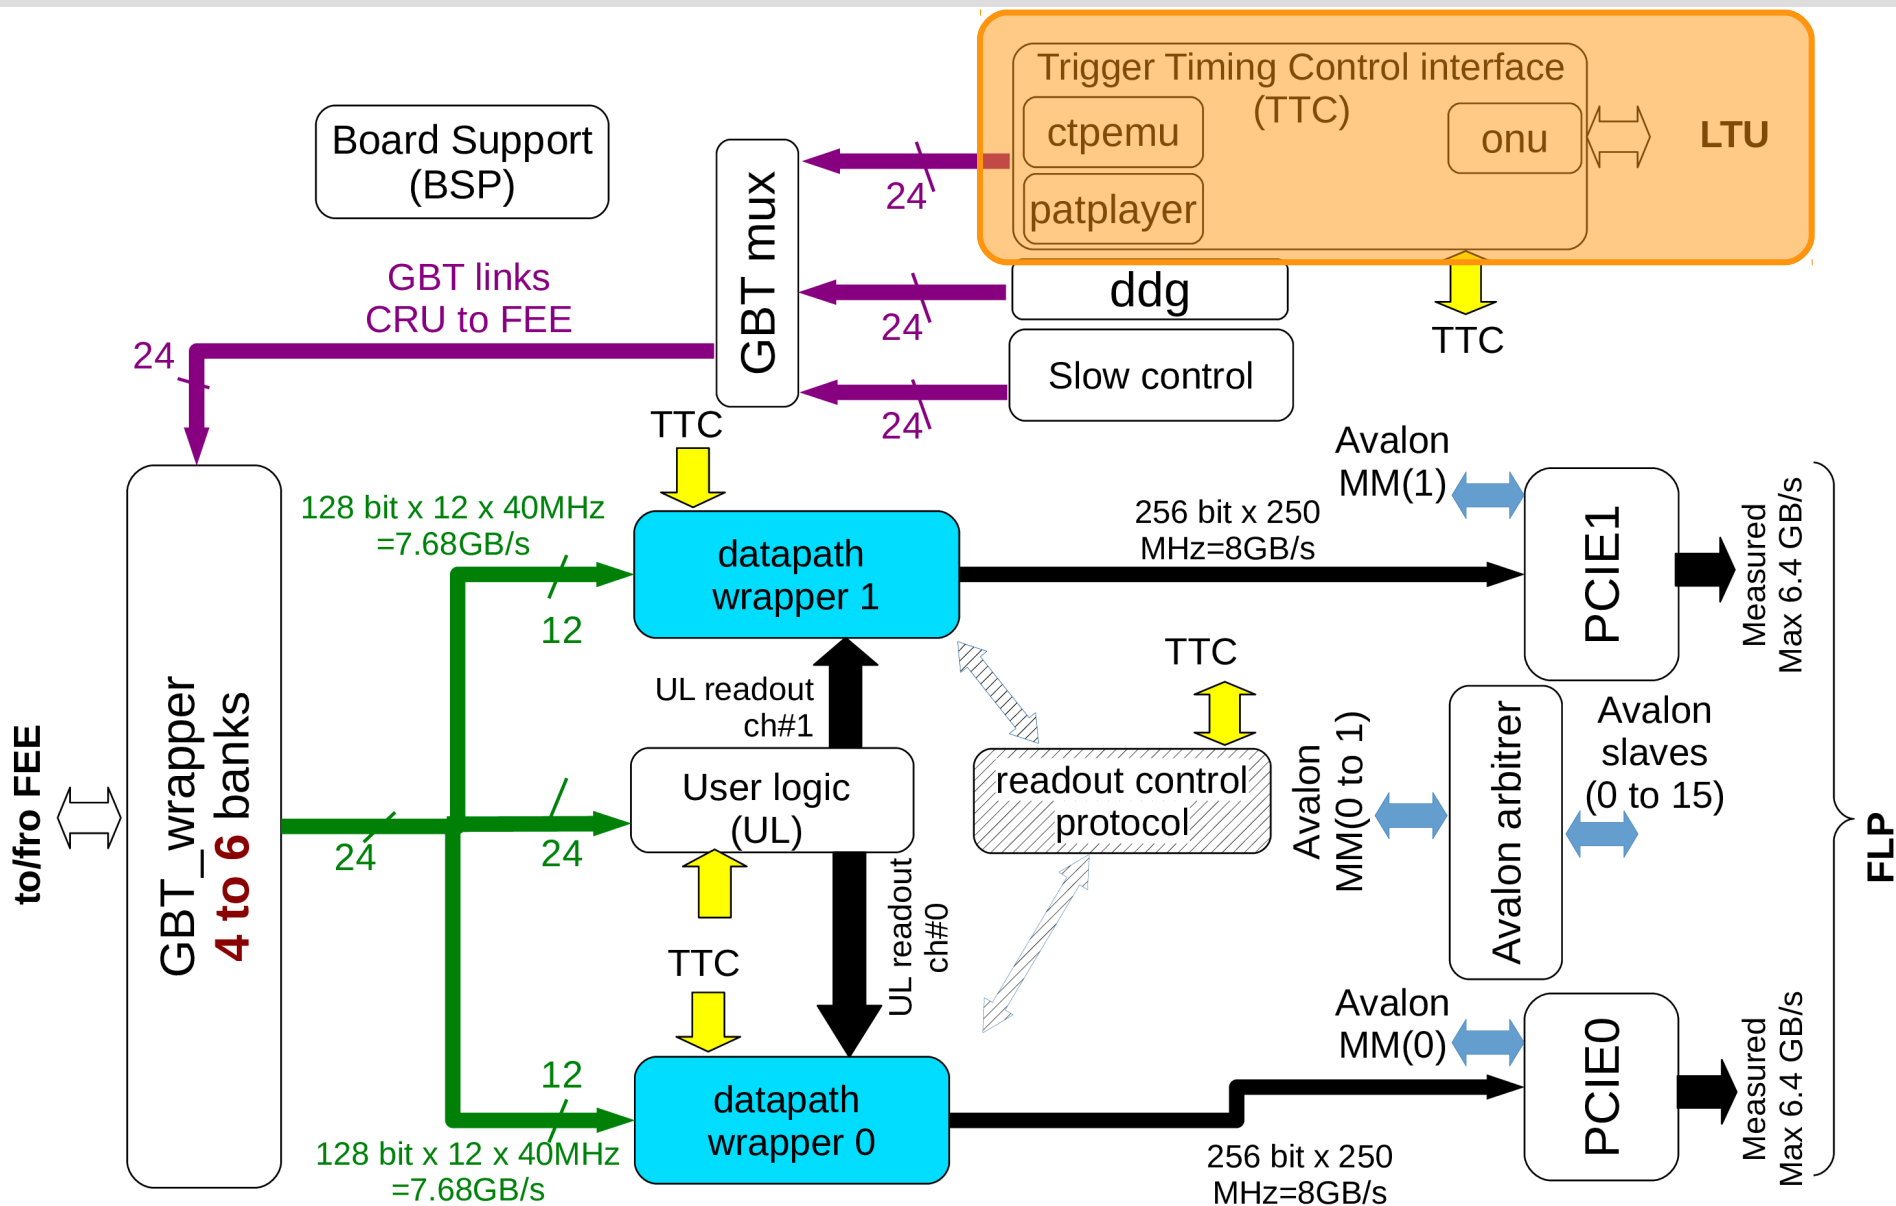 Trigger Timing Control interface
(TTC)
ctpemu
onu
LTU
patplayer
Board Support
(BSP)
GBT mux
24
ddg
24
TTC
Slow control
24
GBT links
CRU to FEE
24
TTC
Avalon
MM(1)
128 bit x 12 x 40MHz
=7.68GB/s
12
datapath
wrapper 1
256 bit x 250
MHz=8GB/s
PCIE1
Measured
Max 6.4 GB/s
to/fro FEE
GBT_wrapper
4 to 6 banks
24
24
UL readout
ch#1
User logic
(UL)
UL readout
ch#0
TTC
readout control
protocol
Avalon
MM(0 to 1)
Avalon arbitrer
Avalon
slaves
(0 to 15)
FLP
TTC
12
128 bit x 12 x 40MHz
=7.68GB/s
datapath
wrapper 0
256 bit x 250
MHz=8GB/s
Avalon
MM(0)
PCIE0
Measured
Max 6.4 GB/s